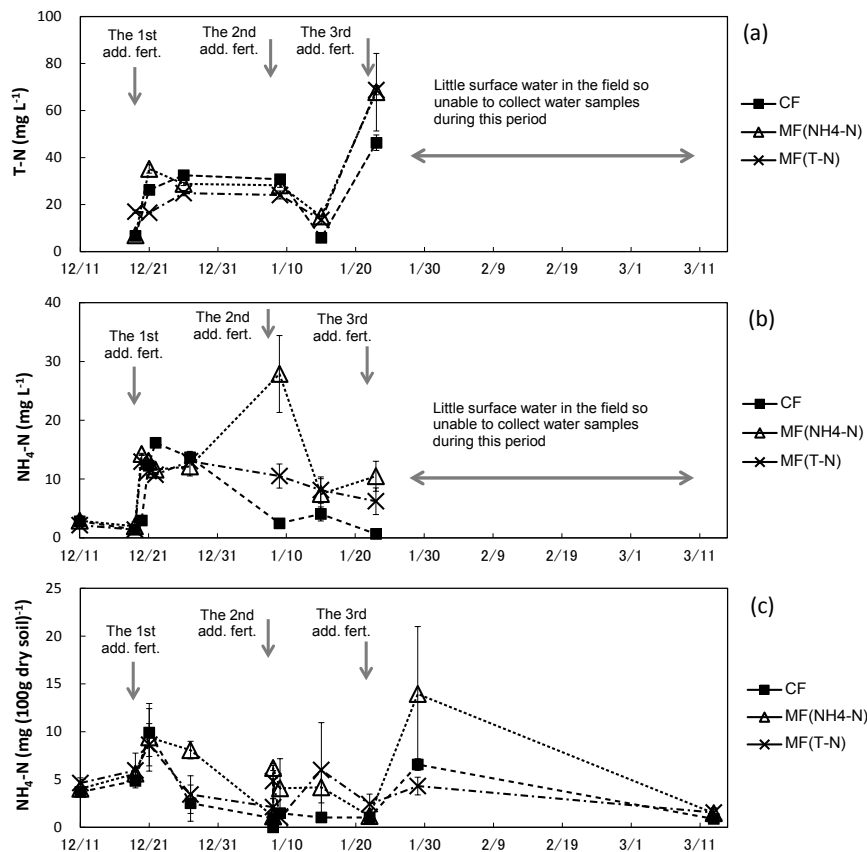 (a)
T-N (mg L-1)
100
80
60
40
20
0
The 1st
add. fert.
The 2nd
add. fert.
The 3rd
add. fert.
Little surface water in the field so
unable to collect water samples
during this period
CF
MF(NH4-N)
MF(T-N)
12/11 12/21 12/31 1/10 1/20 1/30 2/9 2/19 3/1 3/11
(b)
NH4-N (mg L-1)
40
30
20
10
0
The 1st
add. fert.
The 2nd
add. fert.
The 3rd
add. fert.
Little surface water in the field so
unable to collect water samples
during this period
CF
MF(NH4-N)
MF(T-N)
12/11 12/21 12/31 1/10 1/20 1/30 2/9 2/19 3/1 3/11
(c)
NH4-N (mg (100g dry soil)-1)
25
20
15
10
5
0
The 1st
add. fert.
The 2nd
add. fert.
The 3rd
add. fert.
CF
MF(NH4-N)
MF(T-N)
12/11 12/21 12/31 1/10 1/20 1/30 2/9 2/19 3/1 3/11